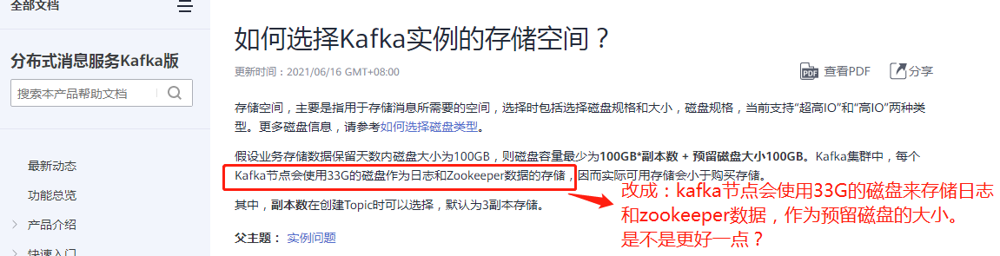 全部文档
分布式消息服务Kafka版
搜索本产品帮助文档
最新动态
功能总览
产品介绍
快速入门
如何选择Kafka实例的存储空间？
更新时间：2021/06/16 GMT+08:00
PDF 查看PDF 分享
存储空间，主要是指用于存储消息所需要的空间，选择时包括选择磁盘规格和大小，磁盘规格，当前支持“超高IO”和“高IO”两种类
型。更多磁盘信息，请参考如何选择磁盘类型。
假设业务存储数据保留天数内磁盘大小为100GB，则磁盘容量最少为100GB*副本数 + 预留磁盘大小100GB。Kafka集群中，每个
Kafka节点会使用33G的磁盘作为日志和Zookeeper数据的存储，因而实际可用存储会小于购买存储。
其中，副本数在创建Topic时可以选择，默认为3副本存储。
父主题： 实例问题
改成：kafka节点会使用33G的磁盘来存储日志
和zookeeper数据，作为预留磁盘的大小。
是不是更好一点？